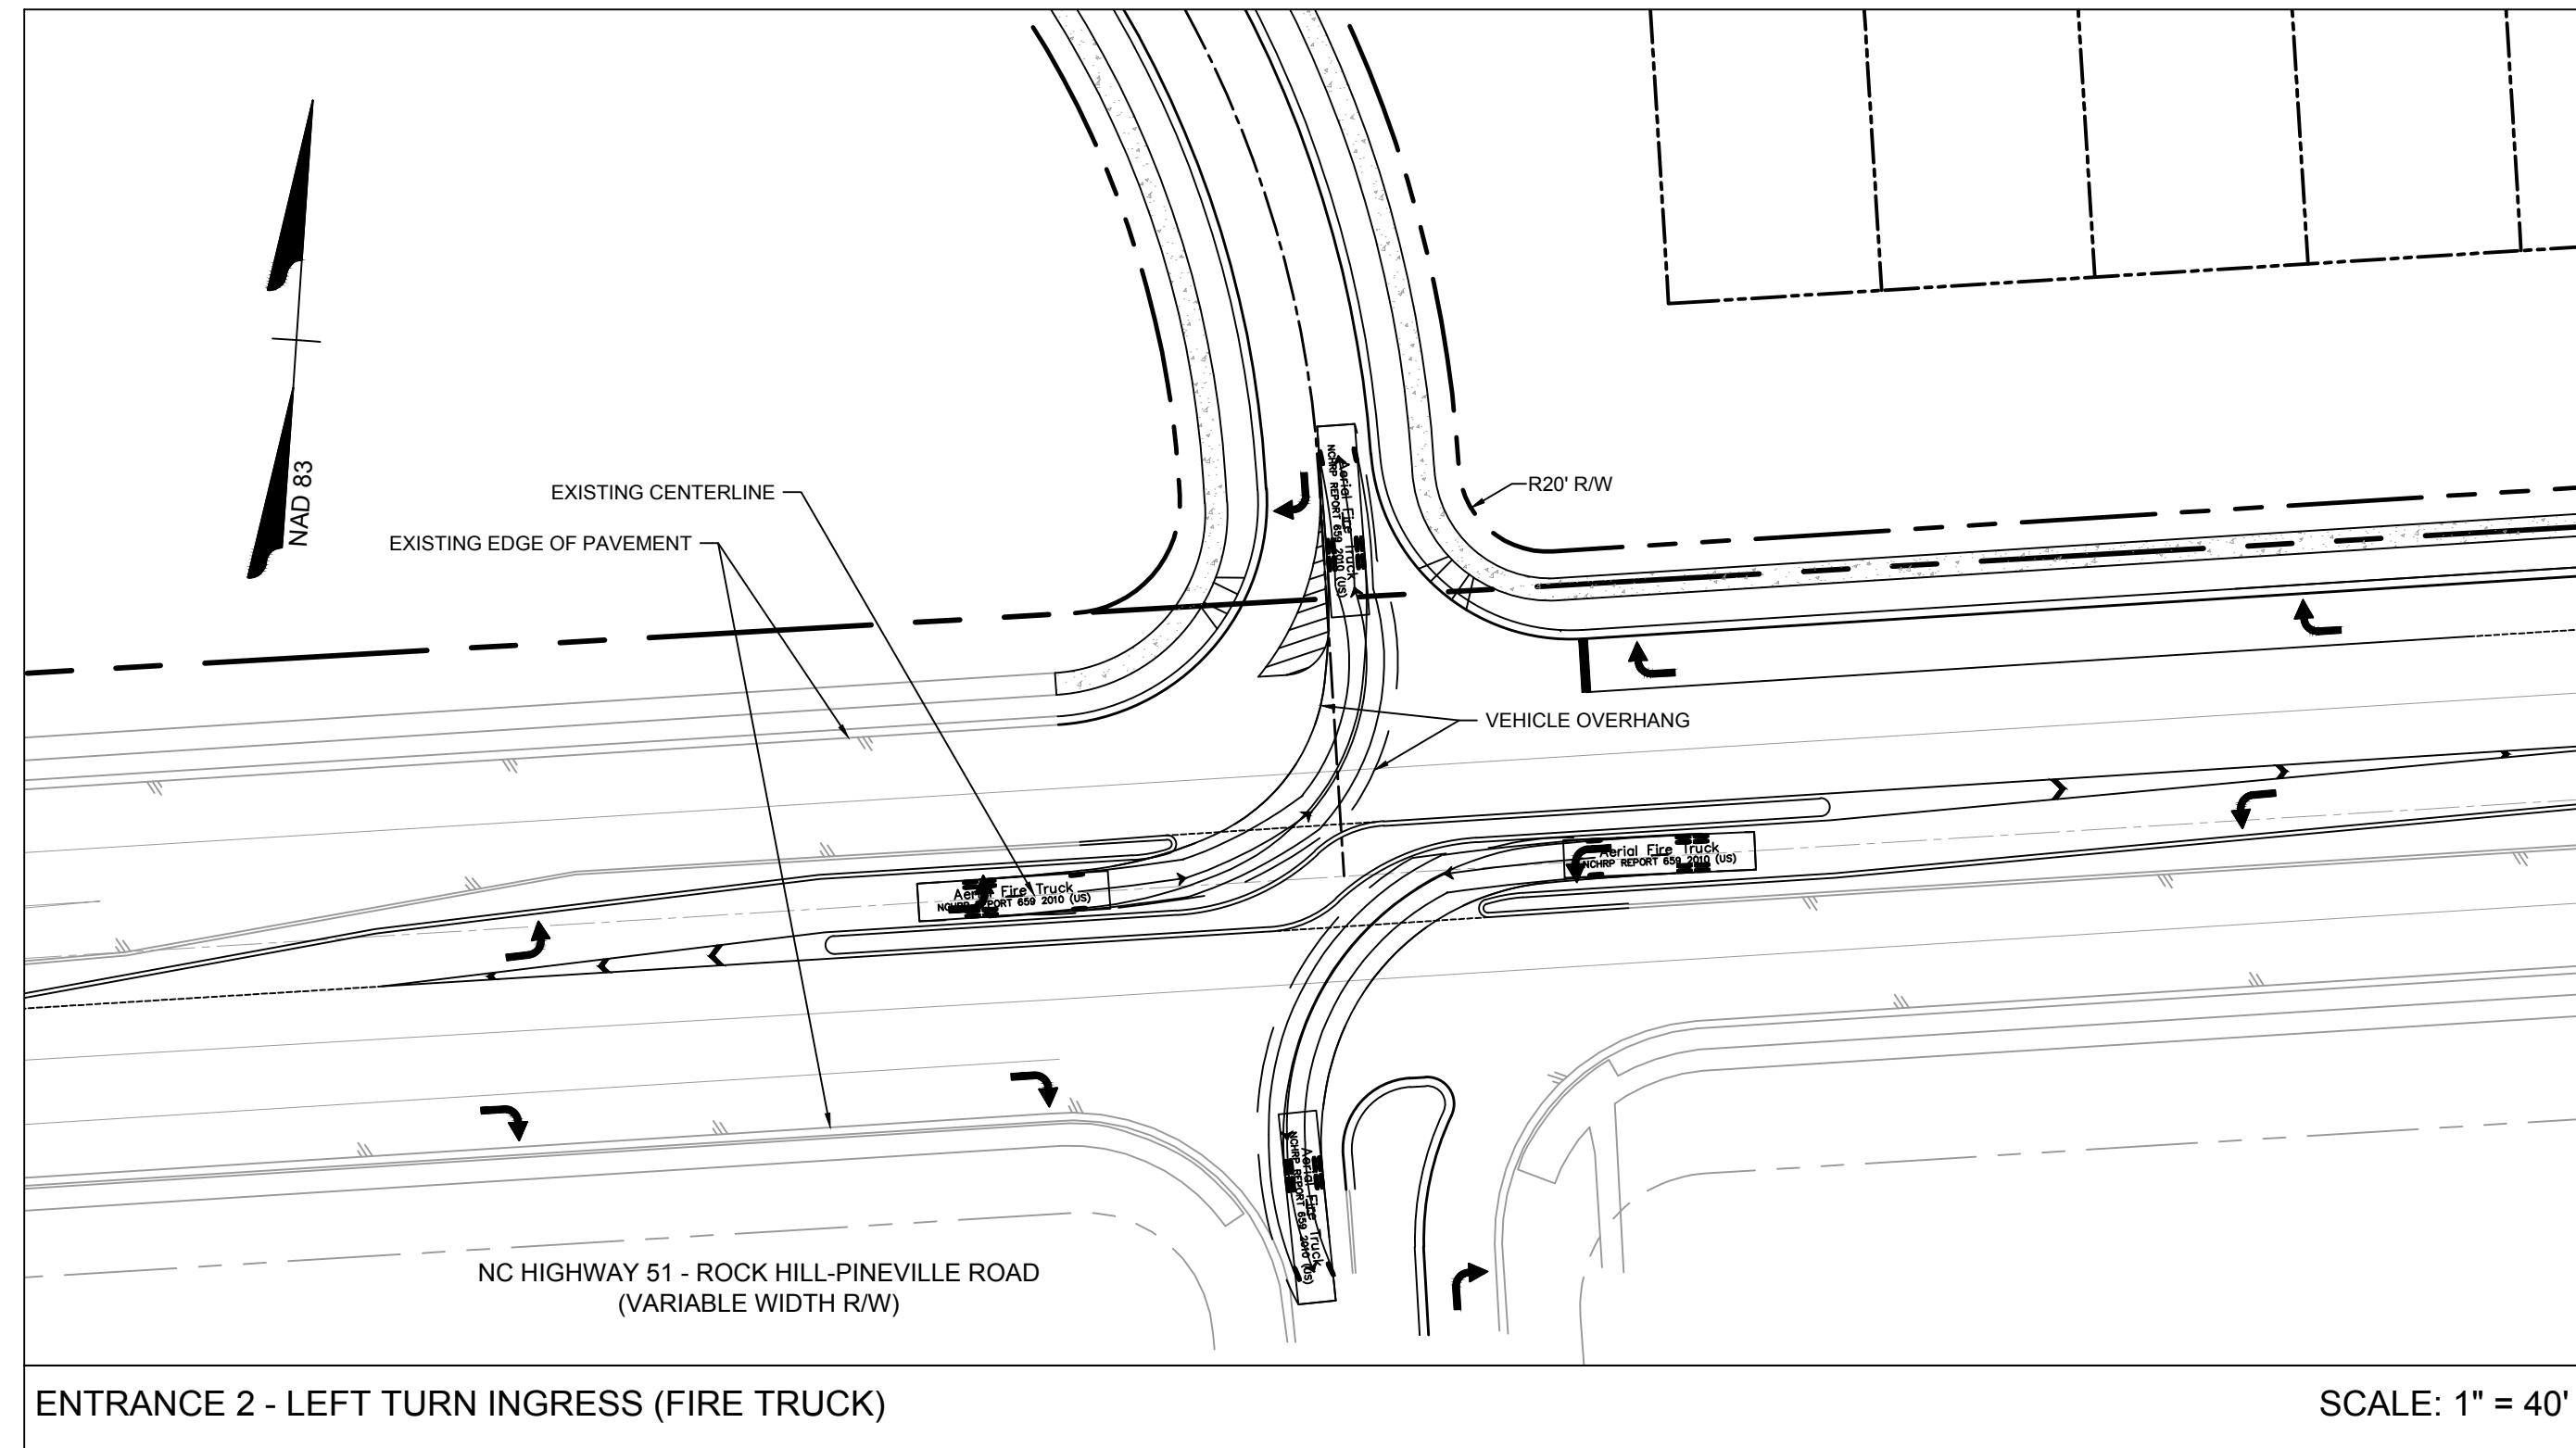 NAD 83
EXISTING CENTERLINE
EXISTING EDGE OF PAVEMENT
Aerial Fire Truck
NCHRP REPORT 659 2010 (US)
R20' R/W
VEHICLE OVERHANG
Aerial Fire Truck
NCHRP REPORT 659 2010 (US)
Aerial Fire Truck
NCHRP REPORT 659 2010 (US)
Aerial Fire Truck
NCHRP REPORT 659 2010 (US)
NC HIGHWAY 51 - ROCK HILL-PINEVILLE ROAD
(VARIABLE WIDTH R/W)
ENTRANCE 2 - LEFT TURN INGRESS (FIRE TRUCK)
SCALE: 1" = 40'